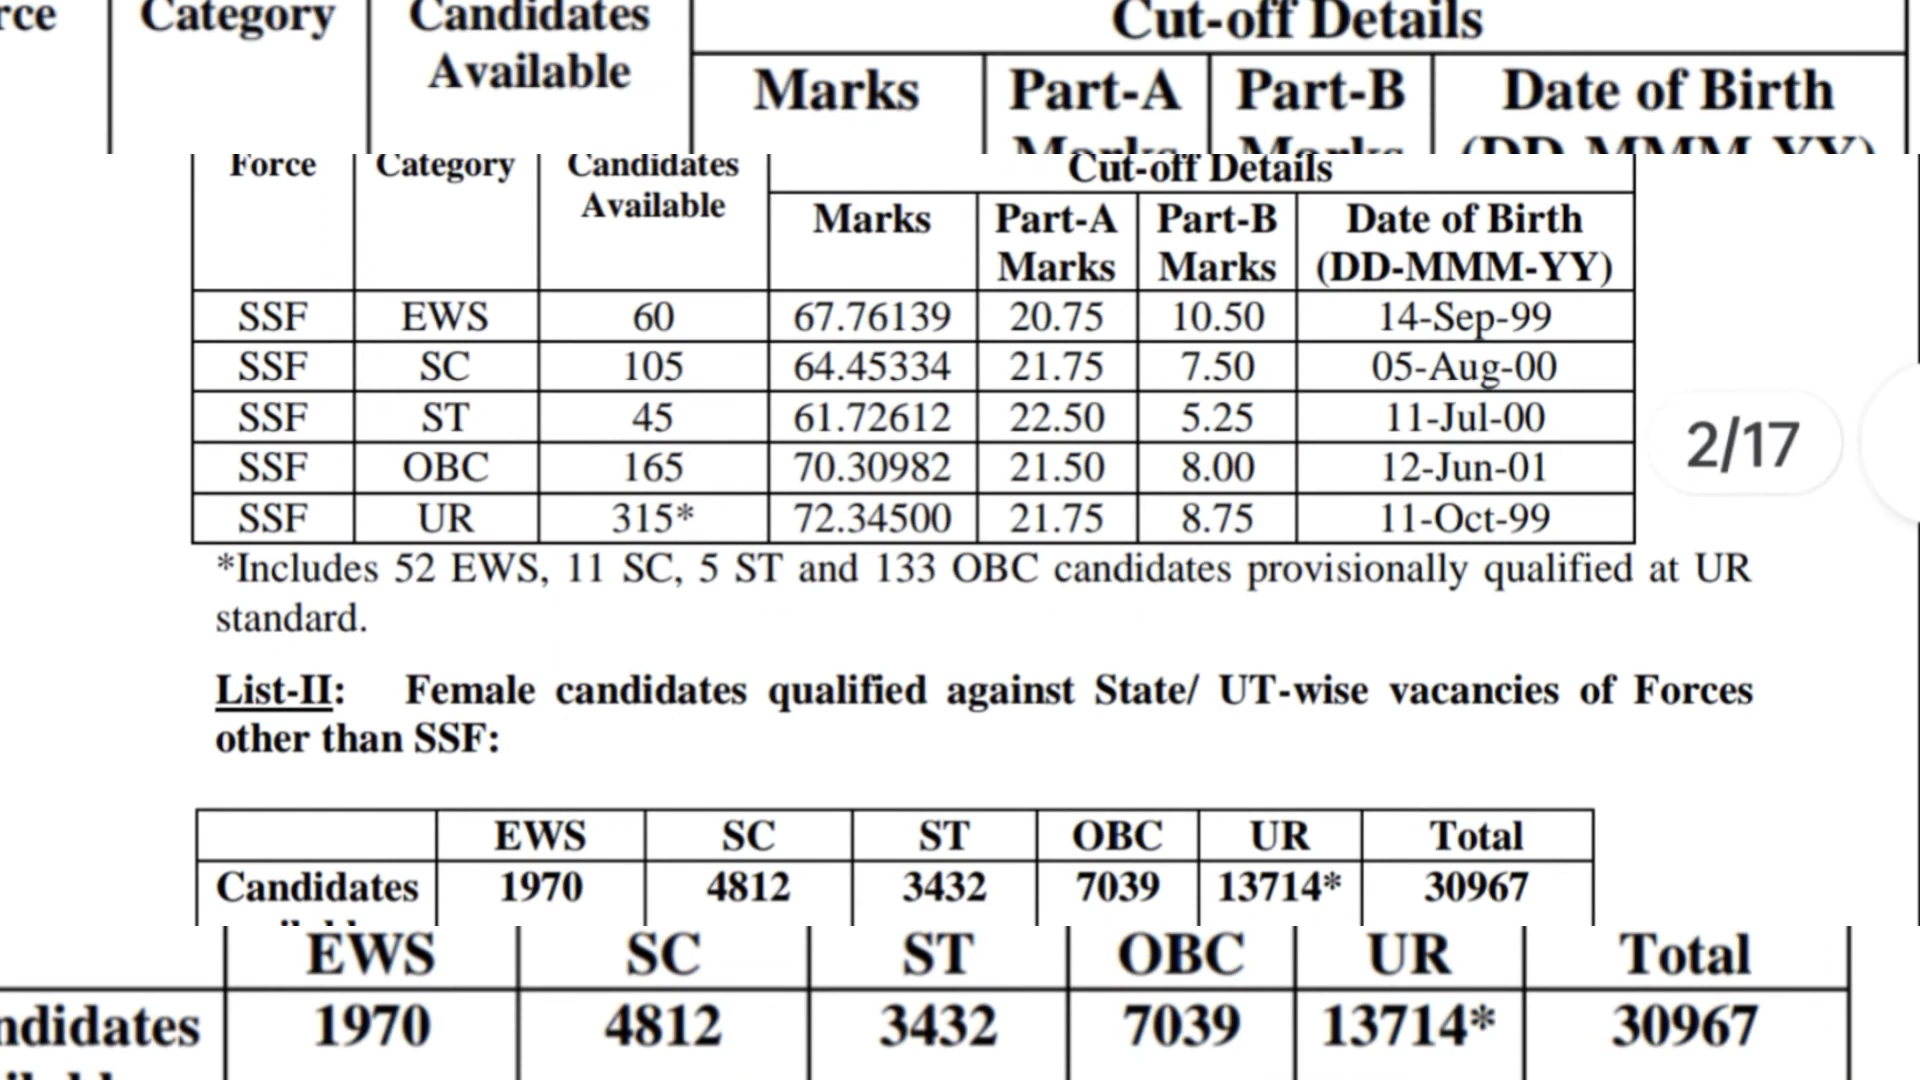 rce Category Candidates Cut-off Details
Available
Marks Part-A Part-B Date of Birth
Marks Marks (DD-MMM-YY)
Force Category Candidates Cut-off Details
Available
Marks Part-A Part-B Date of Birth
Marks Marks (DD-MMM-YY)
SSF EWS 60 67.76139 20.75 10.50 14-Sep-99
SSF SC 105 64.45334 21.75 7.50 05-Aug-00
SSF ST 45 61.72612 22.50 5.25 11-Jul-00
2/17
SSF OBC 165 70.30982 21.50 8.00 12-Jun-01
SSF UR 315* 72.34500 21.75 8.75 11-Oct-99
*Includes 52 EWS, 11 SC, 5 ST and 133 OBC candidates provisionally qualified at UR
standard.
List-II: Female candidates qualified against State/ UT-wise vacancies of Forces
other than SSF:
EWS SC ST OBC UR Total
Candidates 1970 4812 3432 7039 13714* 30967
EWS SC ST OBC UR Total
ndidates 1970 4812 3432 7039 13714* 30967